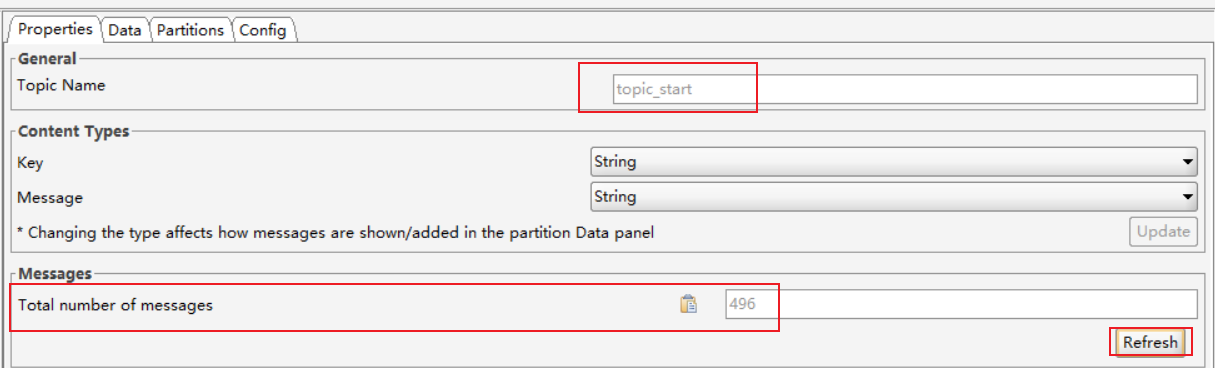 Properties Data Partitions Config
General
Topic Name topic_start
Content Types
Key String
Message String
* Changing the type affects how messages are shown/added in the partition Data panel Update
Messages
Total number of messages 496
Refresh